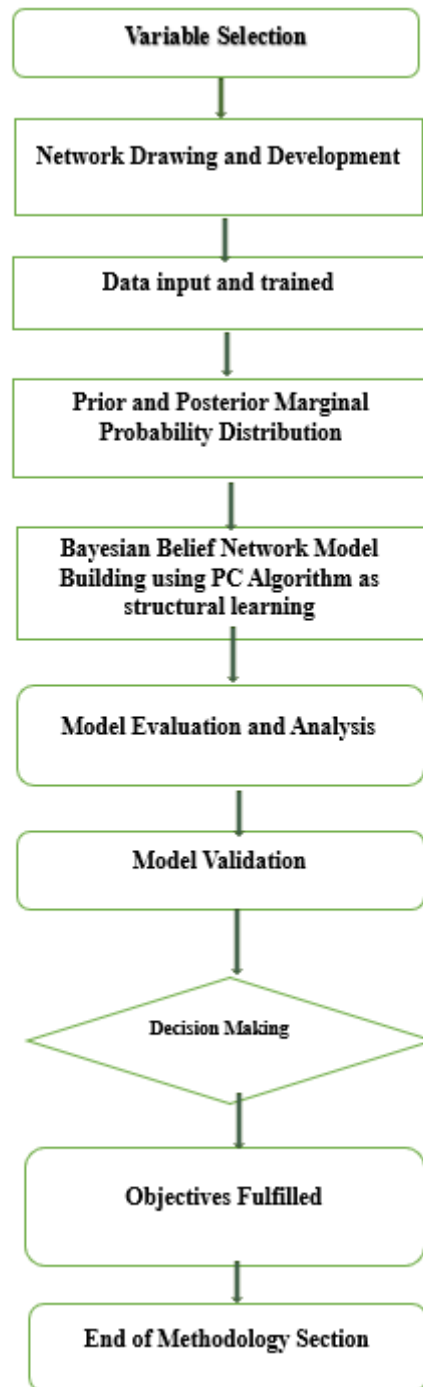 Variable Selection
Network Drawing and Development
Data input and trained
Prior and Posterior Marginal
Probability Distribution
Bayesian Belief Network Model
Building using PC Algorithm as
structural learning
Model Evaluation and Analysis
Model Validation
Decision Making
Objectives Fulfilled
End of Methodology Section